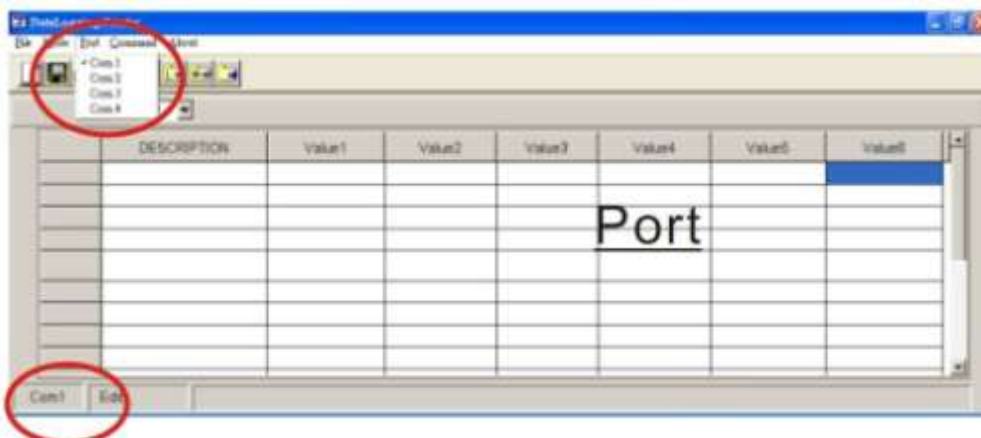 Port Command
Com 1
Com 2
Com 3
Com 4
DESCRIPTION Value1 Value2 Value3 Value4 Value5 Value6
Port
Com1 Edit